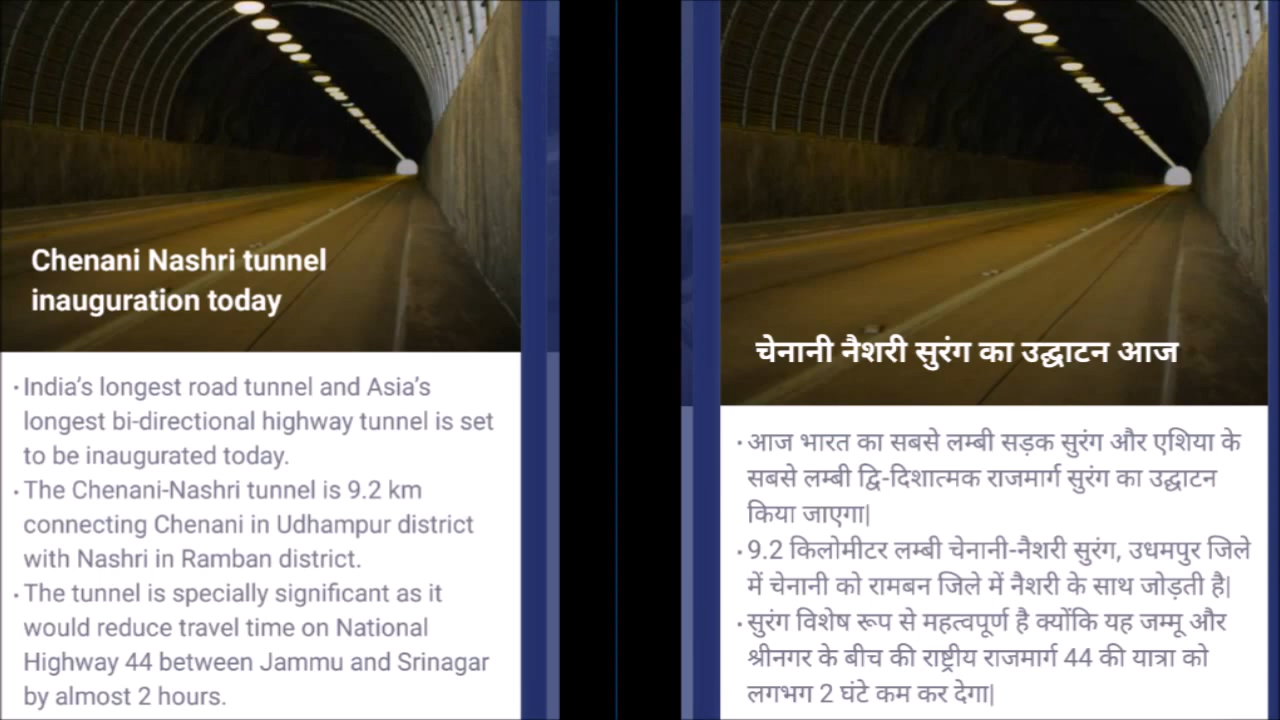 Chenani Nashri tunnel
inauguration today
· India's longest road tunnel and Asia's
longest bi-directional highway tunnel is set
to be inaugurated today.
· The Chenani-Nashri tunnel is 9.2 km
connecting Chenani in Udhampur district
with Nashri in Ramban district.
· The tunnel is specially significant as it
would reduce travel time on National
Highway 44 between Jammu and Srinagar
by almost 2 hours.
चेनानी नैशरी सुरंग का उद्घाटन आज
· आज भारत का सबसे लम्बी सड़क सुरंग और एशिया के
सबसे लम्बी द्वि-दिशात्मक राजमार्ग सुरंग का उद्घाटन
किया जाएगा|
· 9.2 किलोमीटर लम्बी चेनानी-नैशरी सुरंग, उधमपुर जिले
में चेनानी को रामबन जिले में नैशरी के साथ जोड़ती है|
· सुरंग विशेष रूप से महत्वपूर्ण है क्योंकि यह जम्मू और
श्रीनगर के बीच की राष्ट्रीय राजमार्ग 44 की यात्रा को
लगभग 2 घंटे कम कर देगा|